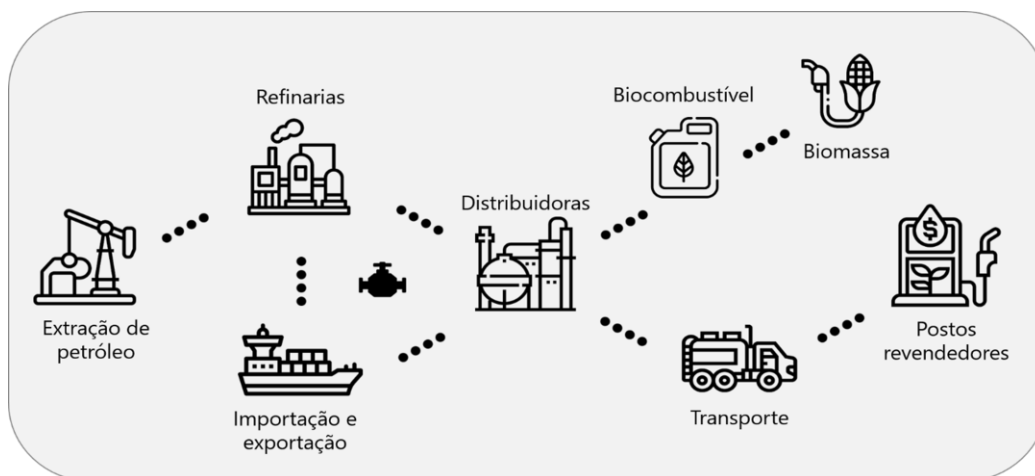 Refinarias
Biocombustível
Biomassa
Distribuidoras
Extração de
petróleo
Postos
revendedores
Importação e
exportação
Transporte
$